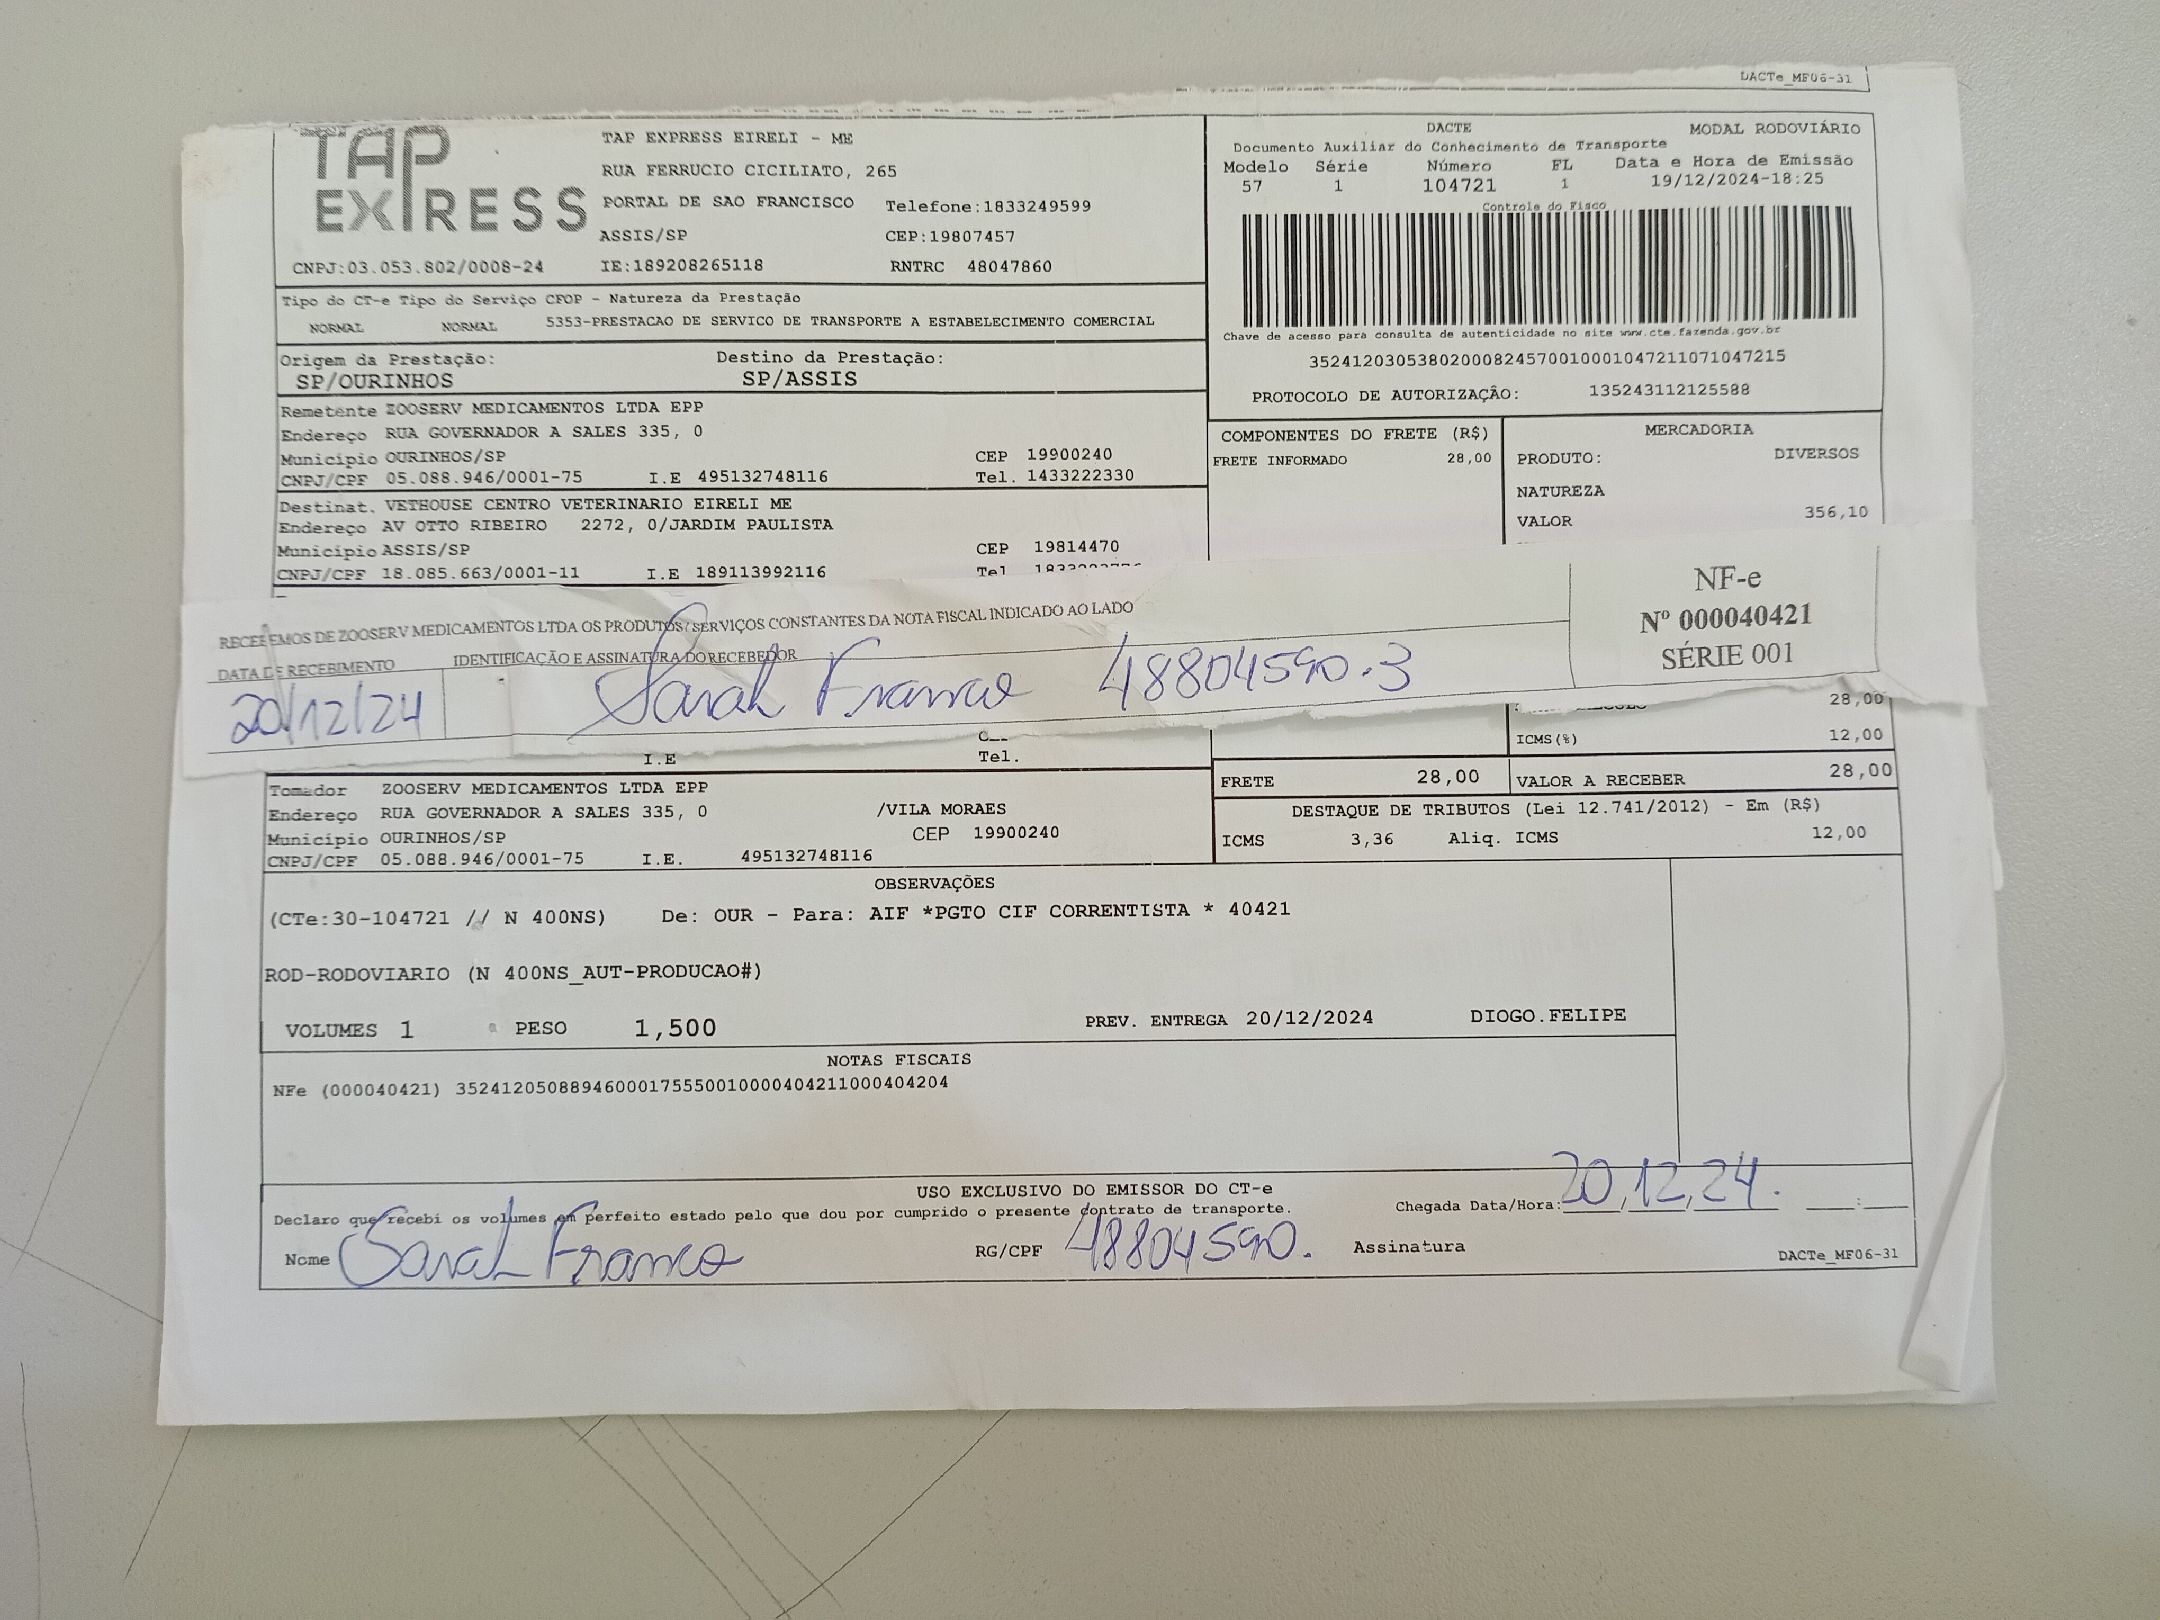 DACTe_MF06-31
TAP EXPRESS
TAP EXPRESS EIRELI - ME
RUA FERRUCIO CICILIATO, 265
PORTAL DE SAO FRANCISCO Telefone:1833249599
ASSIS/SP CEP:19807457
CNPJ:03.053.802/0008-24 IE:189208265118 RNTRC 48047860
DACTE MODAL RODOVIÁRIO
Documento Auxiliar do Conhecimento de Transporte
Modelo Série Número FL Data e Hora de Emissão
57 1 104721 1 19/12/2024-18:25
Controle do Fisco
Chave de acesso para consulta de autenticidade no site www.cte.fazenda.gov.br
35241203053802000824570010001047211071047215
PROTOCOLO DE AUTORIZAÇÃO: 135243112125588
Tipo do CT-e Tipo do Serviço CFOP - Natureza da Prestação
NORMAL NORMAL 5353-PRESTACAO DE SERVICO DE TRANSPORTE A ESTABELECIMENTO COMERCIAL
Origem da Prestação: Destino da Prestação:
SP/OURINHOS SP/ASSIS
Remetente ZOOSERV MEDICAMENTOS LTDA EPP
Endereço RUA GOVERNADOR A SALES 335, 0
Município OURINHOS/SP CEP 19900240
CNPJ/CPF 05.088.946/0001-75 I.E 495132748116 Tel. 1433222330
COMPONENTES DO FRETE (R$) MERCADORIA
FRETE INFORMADO 28,00 PRODUTO: DIVERSOS
NATUREZA
VALOR 356,10
Destinat. VETHOUSE CENTRO VETERINARIO EIRELI ME
Endereço AV OTTO RIBEIRO 2272, 0/JARDIM PAULISTA
Município ASSIS/SP CEP 19814470
CNPJ/CPF 18.085.663/0001-11 I.E 189113992116 Tel
RECEBEMOS DE ZOOSERV MEDICAMENTOS LTDA OS PRODUTOS/SERVIÇOS CONSTANTES DA NOTA FISCAL INDICADO AO LADO
DATA DE RECEBIMENTO IDENTIFICAÇÃO E ASSINATURA DO RECEBEDOR
20/12/24 Sarah Franco 48804590.3
NF-e
Nº 000040421
SÉRIE 001
28,00
ICMS(%) 12,00
I.E Tel.
FRETE 28,00 VALOR A RECEBER 28,00
Tomador ZOOSERV MEDICAMENTOS LTDA EPP
Endereço RUA GOVERNADOR A SALES 335, 0 /VILA MORAES
Município OURINHOS/SP CEP 19900240
CNPJ/CPF 05.088.946/0001-75 I.E. 495132748116
DESTAQUE DE TRIBUTOS (Lei 12.741/2012) - Em (R$)
ICMS 3,36 Aliq. ICMS 12,00
OBSERVAÇÕES
(CTe:30-104721 // N 400NS) De: OUR - Para: AIF *PGTO CIF CORRENTISTA * 40421
ROD-RODOVIARIO (N 400NS_AUT-PRODUCAO#)
VOLUMES 1 PESO 1,500 PREV. ENTREGA 20/12/2024 DIOGO.FELIPE
NOTAS FISCAIS
NFe (000040421) 35241205088946000175550010000404211000404204
USO EXCLUSIVO DO EMISSOR DO CT-e
Declaro que recebi os volumes em perfeito estado pelo que dou por cumprido o presente contrato de transporte. Chegada Data/Hora: 20,12,24.
Nome Sarah Franco RG/CPF 48804590. Assinatura
DACTe_MF06-31